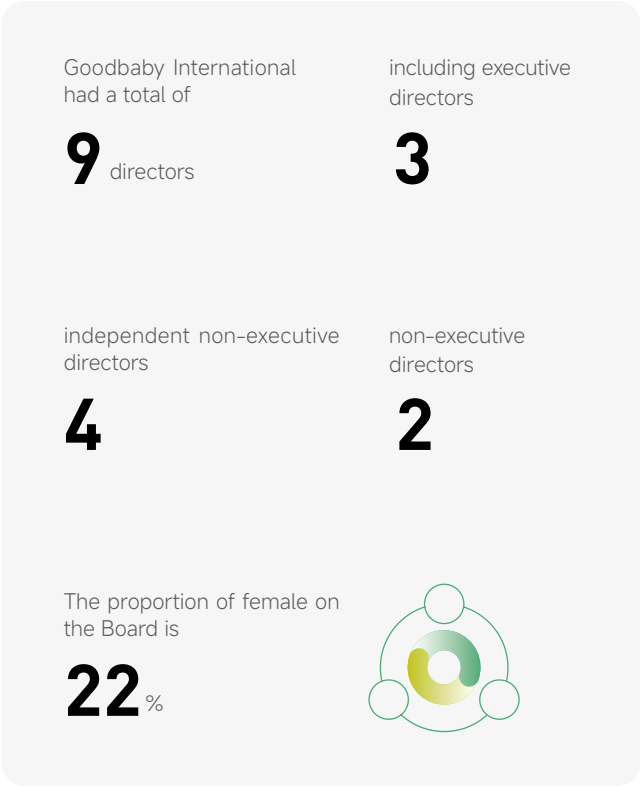 Goodbaby International
had a total of
9 directors
including executive
directors
3
independent non-executive
directors
4
non-executive
directors
2
The proportion of female on
the Board is
22%